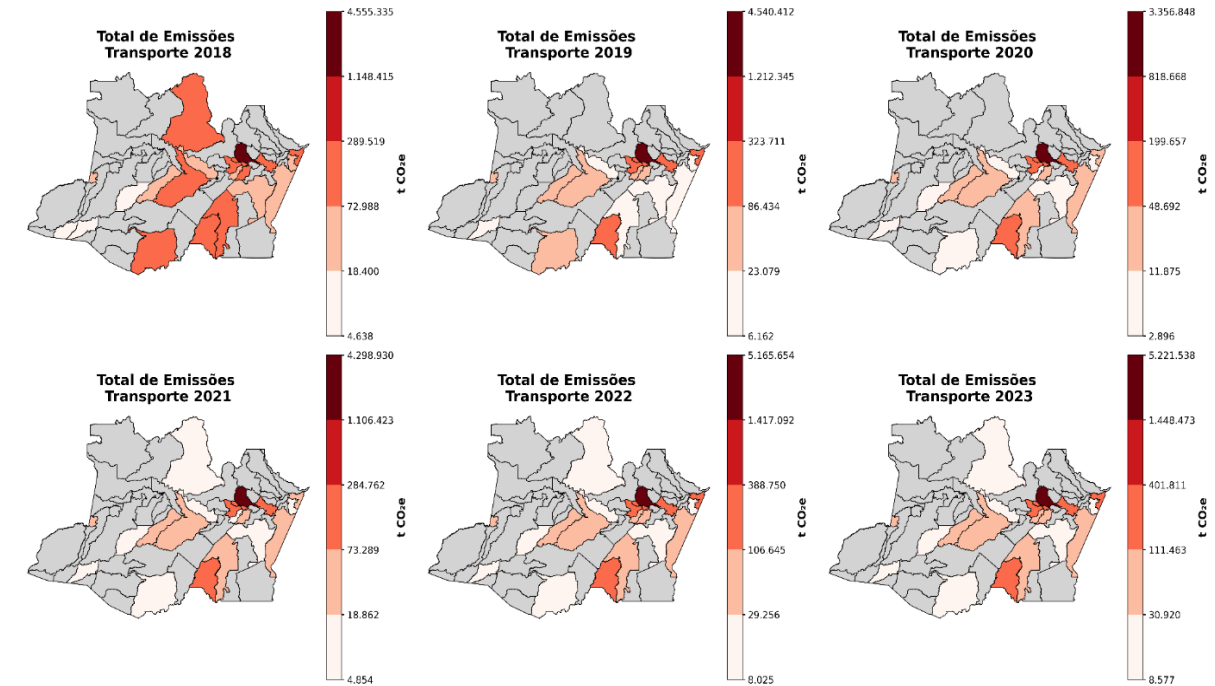 Total de Emissões
Transporte 2018
4.555.335
1.148.415
289.519
72.988
18.400
4.638
t CO₂e
Total de Emissões
Transporte 2019
4.540.412
1.212.345
323.711
86.434
23.079
6.162
t CO₂e
Total de Emissões
Transporte 2020
3.356.848
818.668
199.657
48.692
11.875
2.896
t CO₂e
Total de Emissões
Transporte 2021
4.298.930
1.106.423
284.762
73.289
18.862
4.854
t CO₂e
Total de Emissões
Transporte 2022
5.165.654
1.417.092
388.750
106.645
29.256
8.025
t CO₂e
Total de Emissões
Transporte 2023
5.221.538
1.448.473
401.811
111.463
30.920
8.577
t CO₂e